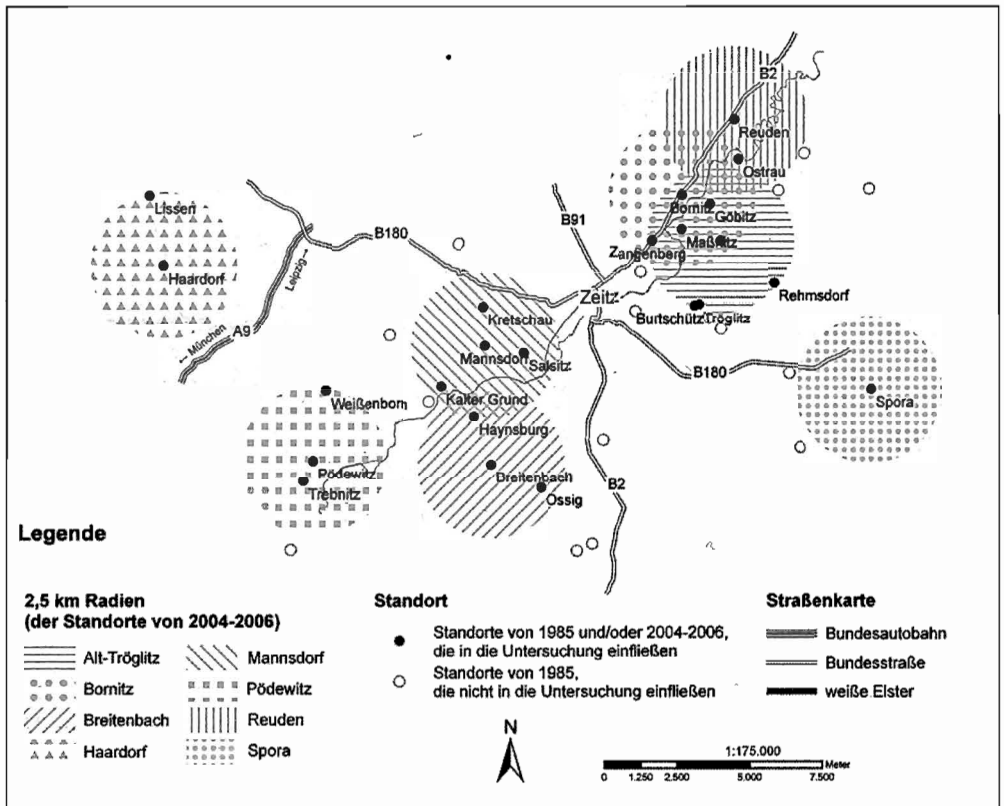 B2
Reuden
Ostrau
Lissen
Bornitz
Göbitz
B91
B180
Maßnitz
Zangenberg
Haardorf
Leipzig→
Zeitz
Rehmsdorf
Kretschau
Burtschütz
Tröglitz
←München
A9
Mannsdorf
Salsitz
B180
Weißenborn
Kalter Grund
Spora
Haynsburg
Pödewitz
Breitenbach
Trebnitz
Ossig
B2
Legende
2,5 km Radien
(der Standorte von 2004-2006)
Alt-Tröglitz
Bornitz
Breitenbach
Haardorf
Mannsdorf
Pödewitz
Reuden
Spora
Standort
Standorte von 1985 und/oder 2004-2006,
die in die Untersuchung einfließen
Standorte von 1985,
die nicht in die Untersuchung einfließen
Straßenkarte
Bundesautobahn
Bundesstraße
weiße Elster
N
1:175.000
Meter
0 1.250 2.500 5.000 7.500